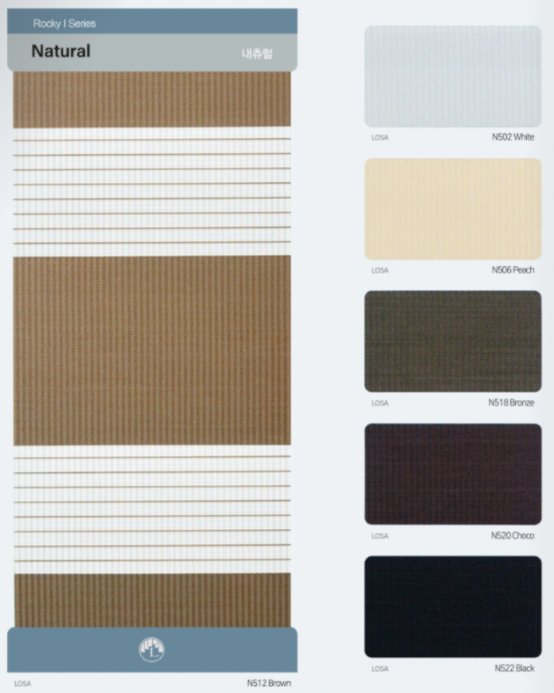 Rocky I Series
Natural
내츄럴
LOSA
N512 Brown
LOSA
N502 White
LOSA
N506 Peach
LOSA
N518 Bronze
LOSA
N520 Choco
LOSA
N522 Black